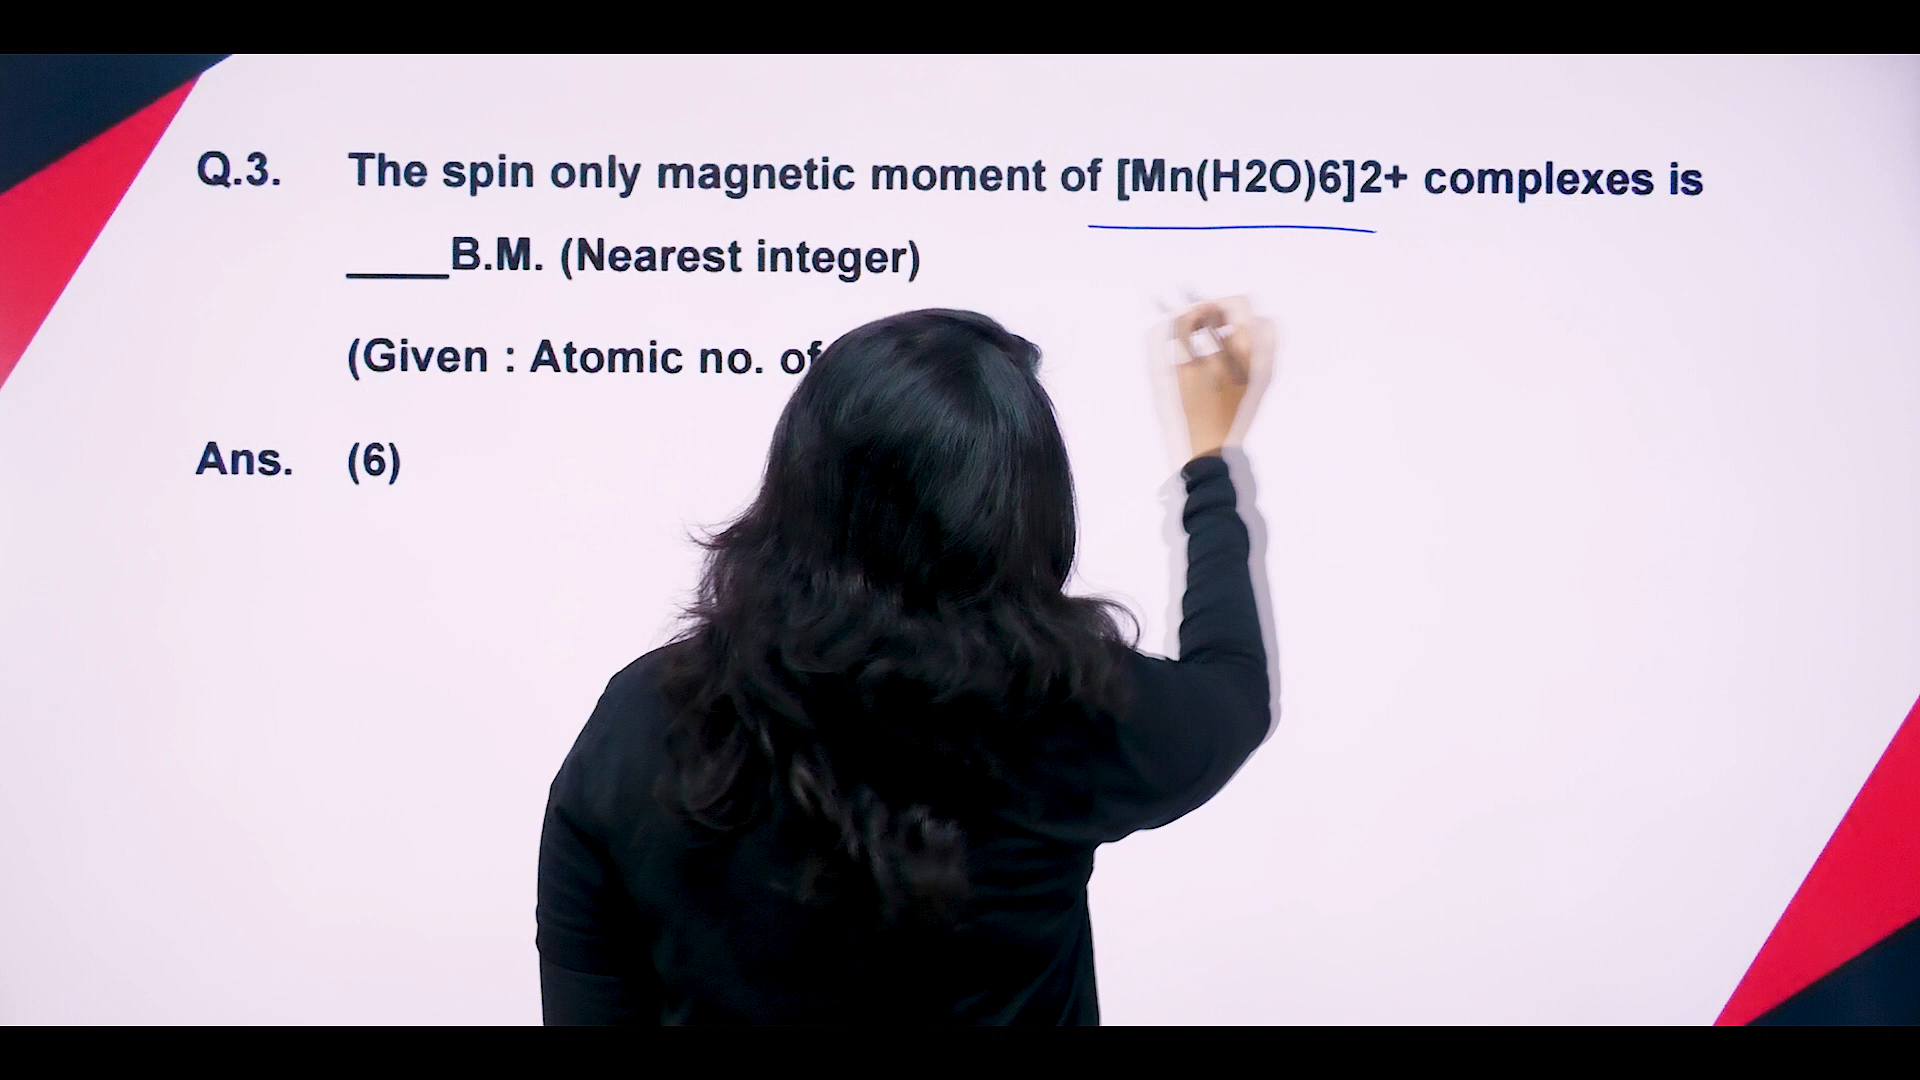 Q.3. The spin only magnetic moment of [Mn(H2O)6]2+ complexes is
____B.M. (Nearest integer)
(Given : Atomic no. of
Ans. (6)